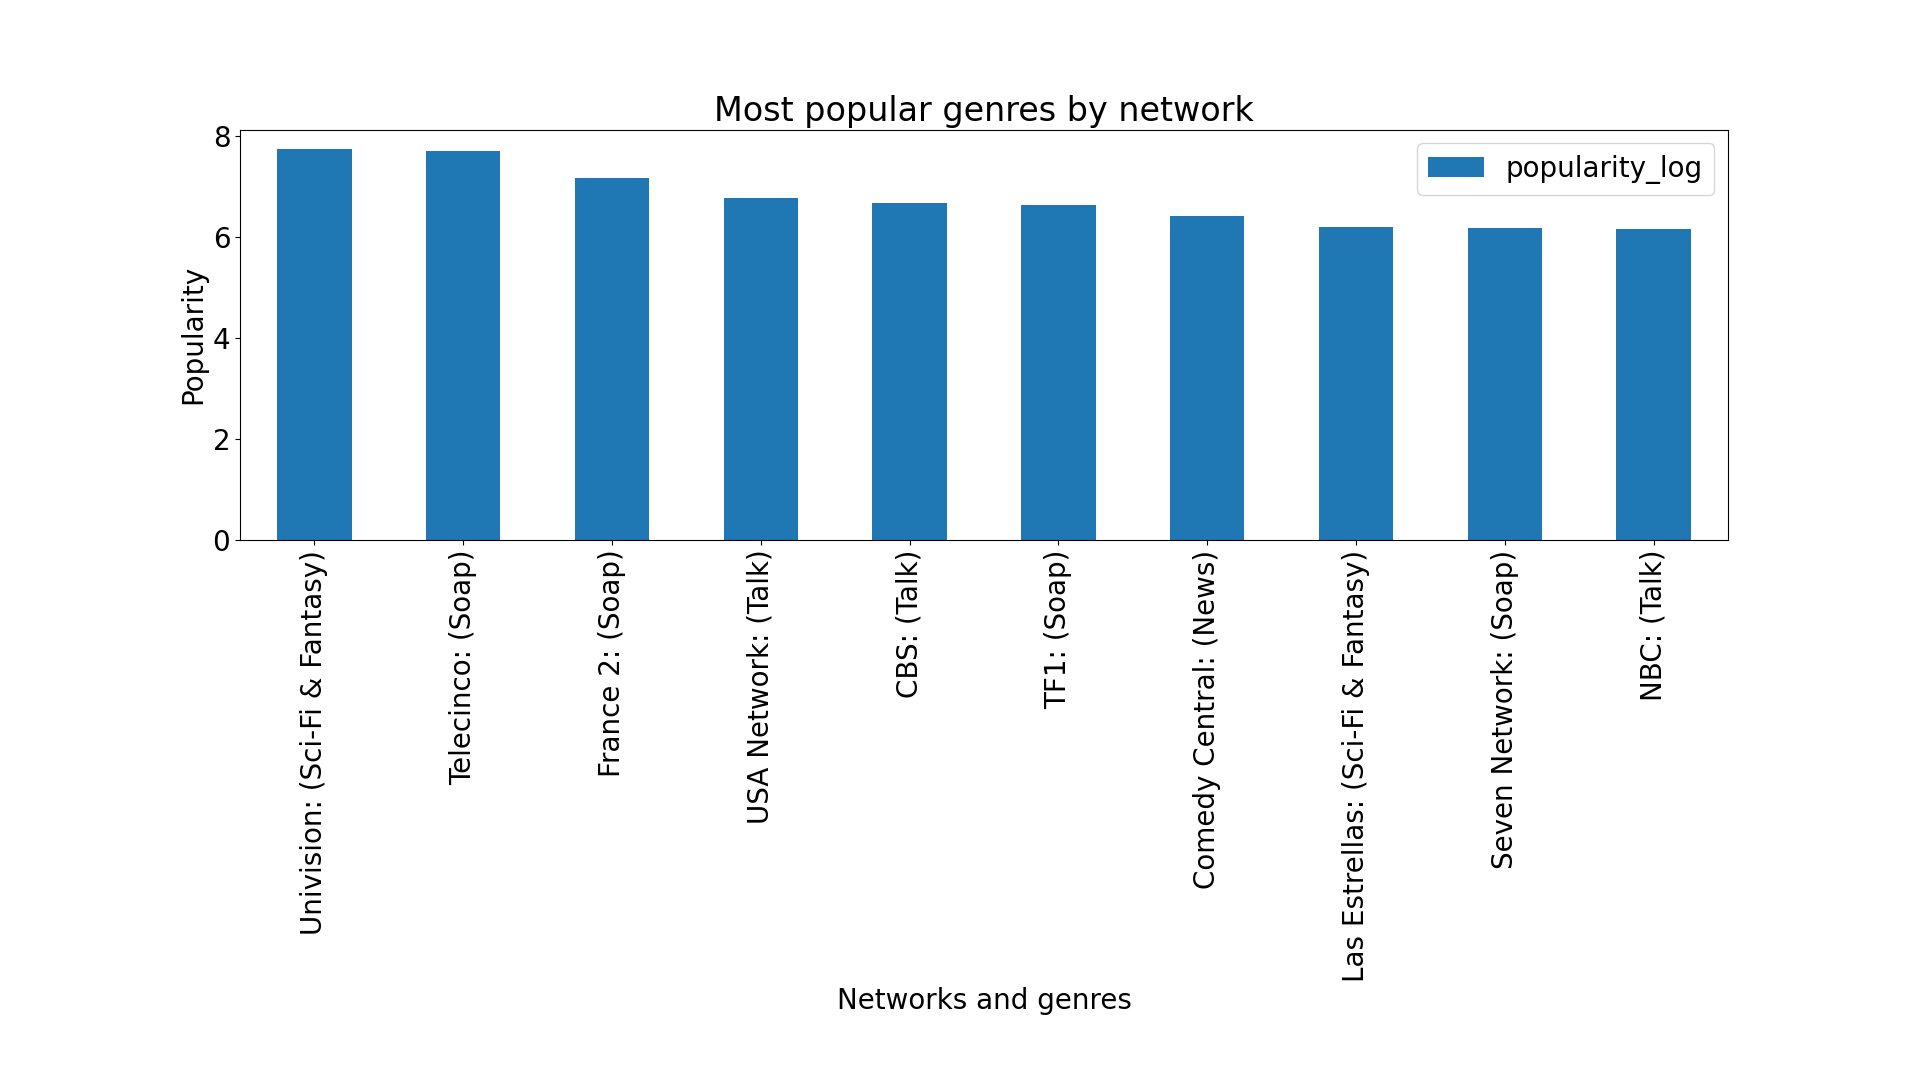 Most popular genres by network
popularity_log
Popularity
8
6
4
2
0
Univision: (Sci-Fi & Fantasy)
Telecinco: (Soap)
France 2: (Soap)
USA Network: (Talk)
CBS: (Talk)
TF1: (Soap)
Comedy Central: (News)
Las Estrellas: (Sci-Fi & Fantasy)
Seven Network: (Soap)
NBC: (Talk)
Networks and genres